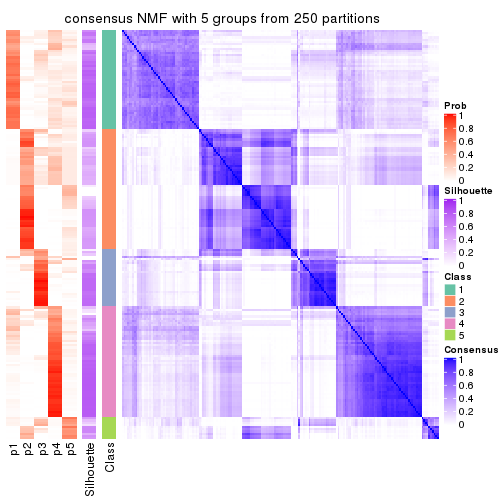 consensus NMF with 5 groups from 250 partitions
Prob
1
0.8
0.6
0.4
0.2
0
Silhouette
1
0.8
0.6
0.4
0.2
0
Class
1
2
3
4
5
Consensus
1
0.8
0.6
0.4
0.2
0
p1
p2
p3
p4
p5
Silhouette
Class